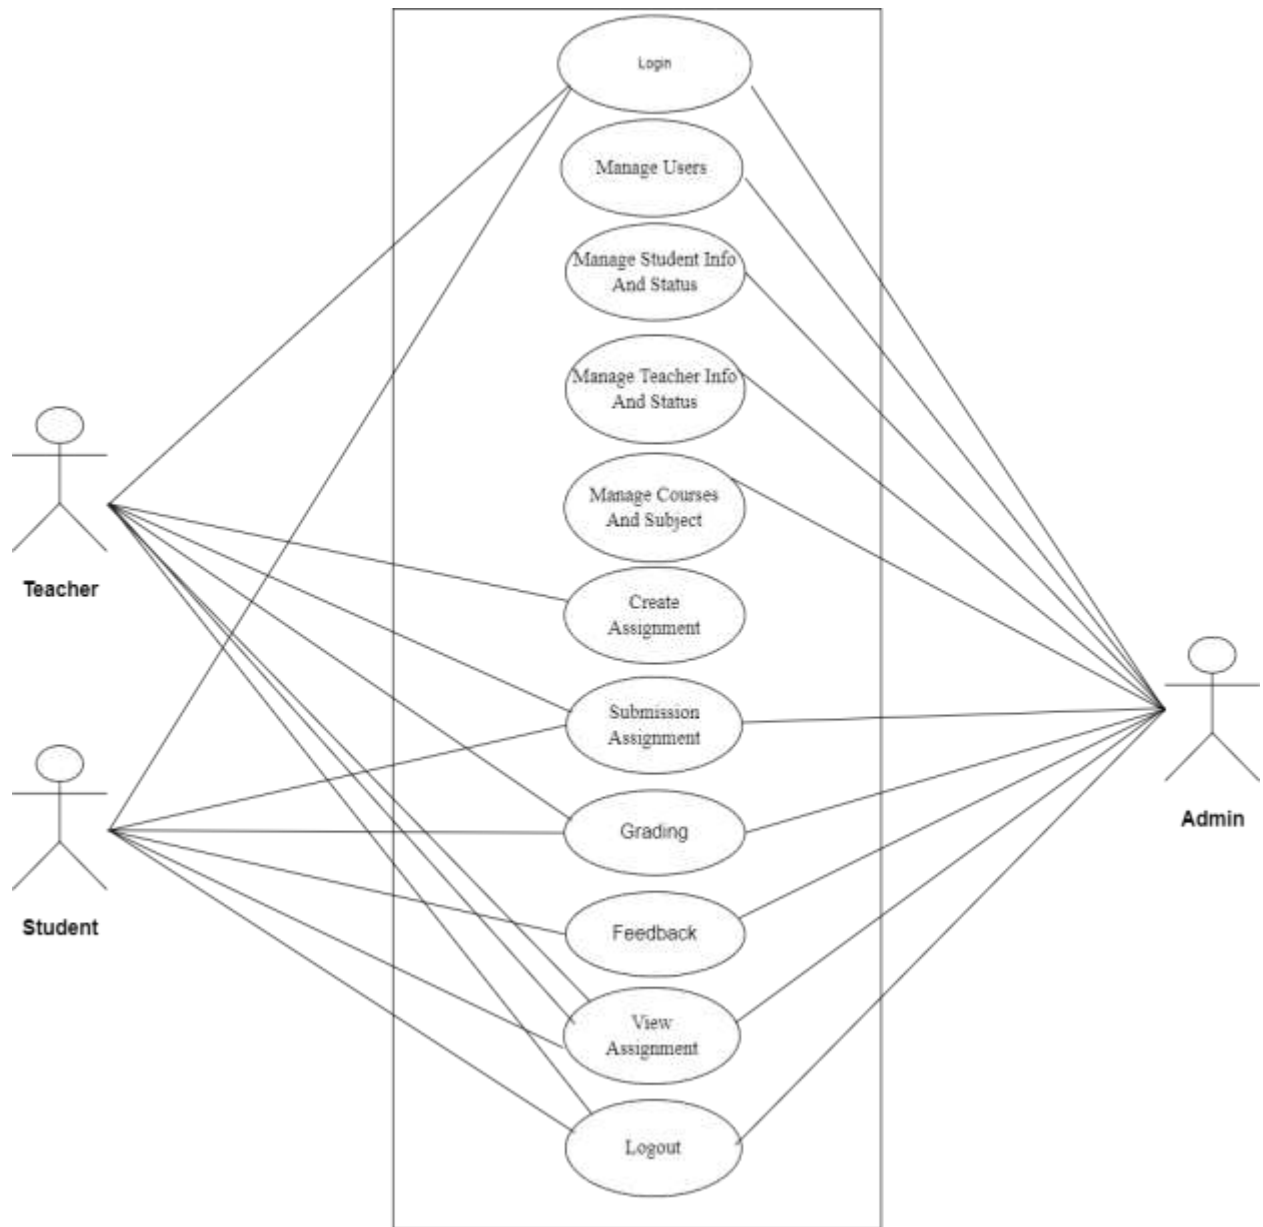 Login
Manage Users
Manage Student Info
And Status
Manage Teacher Info
And Status
Manage Courses
And Subject
Create
Assignment
Submission
Assignment
Grading
Feedback
View
Assignment
Logout
Teacher
Student
Admin